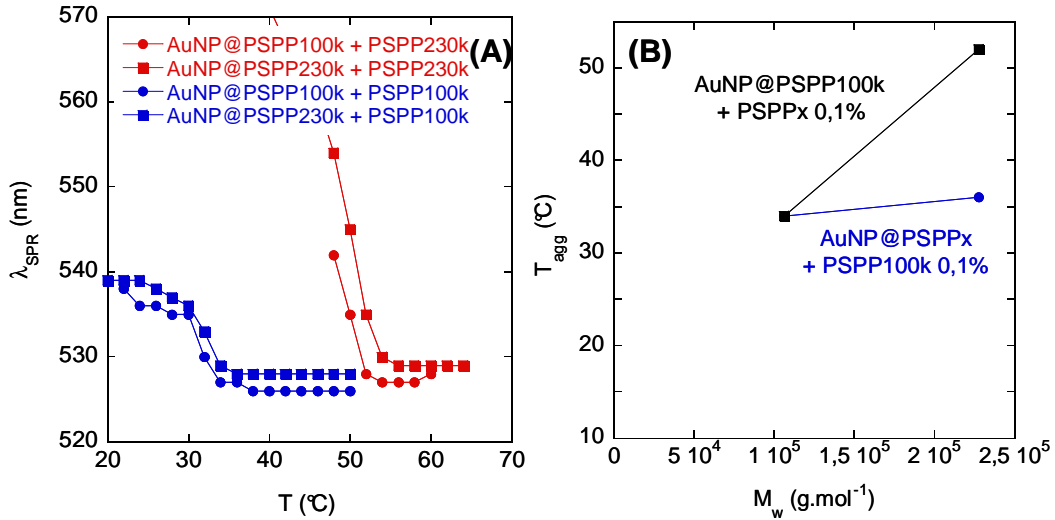 570
560
550
540
530
520
λSPR (nm)
AuNP@PSPP100k + PSPP230k
AuNP@PSPP230k + PSPP230k
AuNP@PSPP100k + PSPP100k
AuNP@PSPP230k + PSPP100k
(A)
20 30 40 50 60 70
T (°C)
(B)
50
40
30
20
10
Tagg (°C)
AuNP@PSPP100k
+ PSPPx 0,1%
AuNP@PSPPx
+ PSPP100k 0,1%
0 5 10⁴ 1 10⁵ 1,5 10⁵ 2 10⁵ 2,5 10⁵
Mw (g.mol⁻¹)